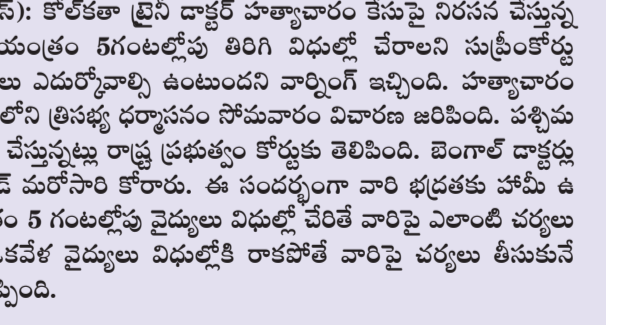 స్): కోల్‌కతా ట్రైనీ డాక్టర్ హత్యాచారం కేసుపై నిరసన చేస్తున్న
యంత్రం 5గంటల్లోపు తిరిగి విధుల్లో చేరాలని సుప్రీంకోర్టు
లు ఎదుర్కోవాల్సి ఉంటుందని వార్నింగ్ ఇచ్చింది. హత్యాచారం
లోని త్రిసభ్య ధర్మాసనం సోమవారం విచారణ జరిపింది. పశ్చిమ
చేస్తున్నట్లు రాష్ట్ర ప్రభుత్వం కోర్టుకు తెలిపింది. బెంగాల్ డాక్టర్లు
డ్ మరోసారి కోరారు. ఈ సందర్భంగా వారి భద్రతకు హామీ ఉ
ం 5 గంటల్లోపు వైద్యులు విధుల్లో చేరితే వారిపై ఎలాంటి చర్యలు
ఒకవేళ వైద్యులు విధుల్లోకి రాకపోతే వారిపై చర్యలు తీసుకునే
ప్పింది.